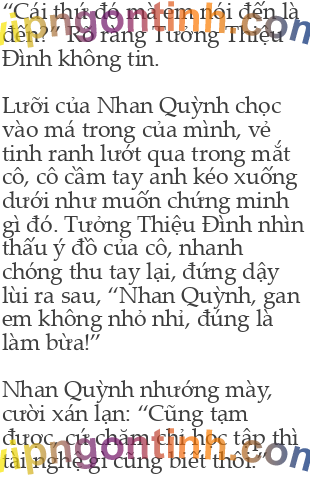 “Cái thứ đó mà em nói đến là
đến?” Rõ ràng Tưởng Thiệu
Đình không tin.
Lưỡi của Nhan Quỳnh chọc
vào má trong của mình, vẻ
tinh ranh lướt qua trong mắt
cô, cô cầm tay anh kéo xuống
dưới như muốn chứng minh
gì đó. Tưởng Thiệu Đình nhìn
thấu ý đồ của cô, nhanh
chóng thu tay lại, đứng dậy
lùi ra sau, “Nhan Quỳnh, gan
em không nhỏ nhỉ, đúng là
làm bừa!”
Nhan Quỳnh nhướng mày,
cười xán lạn: “Cũng tạm
được, cứ chăm chỉ học tập thì
tài nghệ gì cũng biết thôi.”
vipngontinh.com
vipngontinh.com